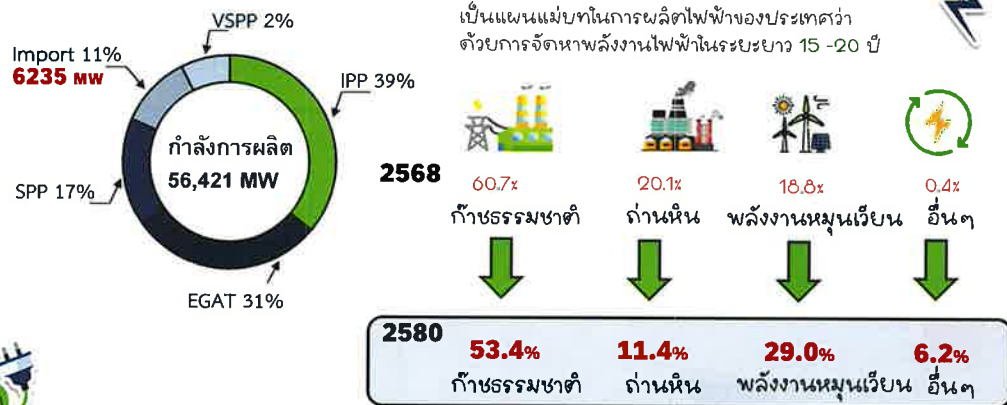 VSPP 2%
Import 11%
6235 MW
IPP 39%
กำลังการผลิต
56,421 MW
SPP 17%
EGAT 31%
เป็นแผนแม่บทในการผลิตไฟฟ้าของประเทศว่า
ด้วยการจัดหาพลังงานไฟฟ้าในระยะยาว 15 -20 ปี
2568
60.7% 20.1% 18.8% 0.4%
ก๊าซธรรมชาติ ถ่านหิน พลังงานหมุนเวียน อื่นๆ
2580
53.4% 11.4% 29.0% 6.2%
ก๊าซธรรมชาติ ถ่านหิน พลังงานหมุนเวียน อื่นๆ